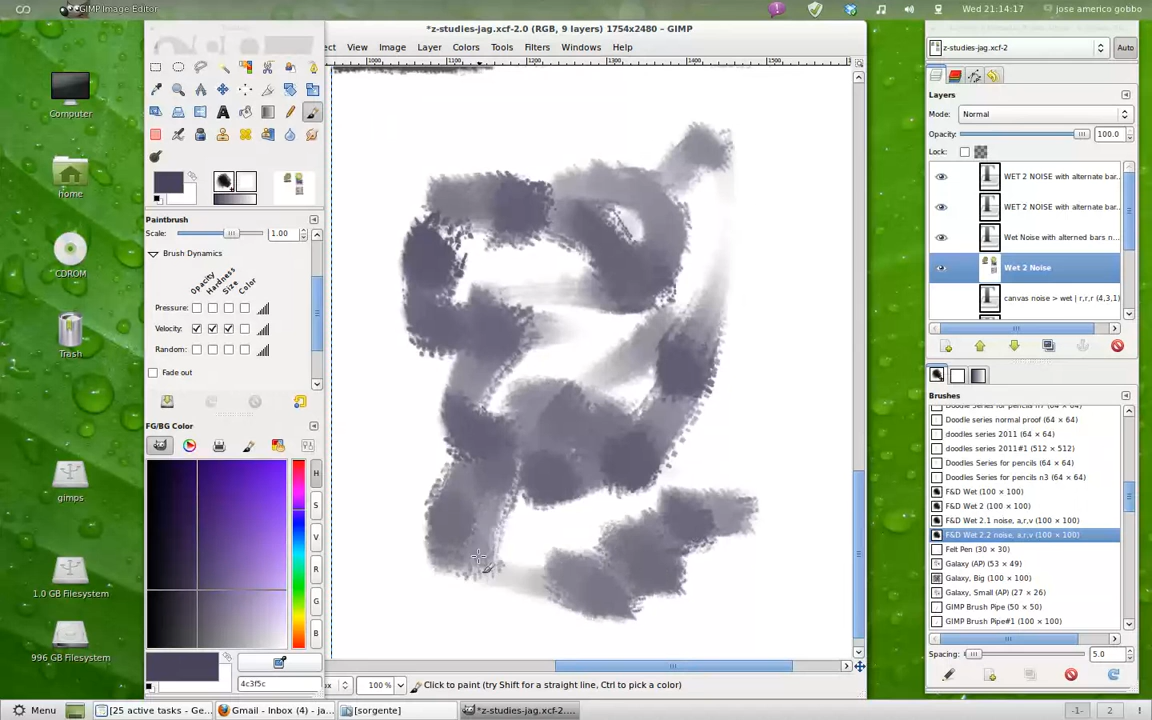 GIMP Image Editor
Wed 21:14:17
jose americo gobbo
*z-studies-jag.xcf-2.0 (RGB, 9 layers) 1754x2480 – GIMP
View Image Layer Colors Tools Filters Windows Help
1000 1100 1200 1300 1400 1500
Computer
Home
CDROM
Trash
gimps
1.0 GB Filesystem
996 GB Filesystem
Paintbrush
Scale: 1.00
Brush Dynamics
Opacity
Hardness
Size
Color
Pressure:
Velocity:
Random:
Fade out
FG/BG Color
H
S
V
R
G
B
4c3f5c
100 %
Click to paint (try Shift for a straight line, Ctrl to pick a color)
z-studies-jag.xcf-2
Auto
Layers
Mode: Normal
Opacity: 100.0
Lock:
WET 2 NOISE with alternate bar...
WET 2 NOISE with alternate bar...
Wet Noise with alterned bars n...
Wet 2 Noise
canvas noise > wet | r,r,r (4,3,1)
Brushes
Doodle series normal proof (64 × 64)
doodles series 2011 (64 × 64)
doodles series 2011#1 (512 × 512)
Doodles Series for pencils (64 × 64)
Doodles Series for pencils n3 (64 × 64)
F&D Wet (100 × 100)
F&D Wet 2 (100 × 100)
F&D Wet 2.1 noise, a,r,v (100 × 100)
F&D Wet 2.2 noise, a,r,v (100 × 100)
Felt Pen (30 × 30)
Galaxy (AP) (53 × 49)
Galaxy, Big (100 × 100)
Galaxy, Small (AP) (27 × 26)
GIMP Brush Pipe (50 × 50)
GIMP Brush Pipe#1 (100 × 100)
Spacing: 5.0
Menu
[25 active tasks - Ge...
Gmail - Inbox (4) - ja...
[sorgente]
*z-studies-jag.xcf-2....
-1-
2